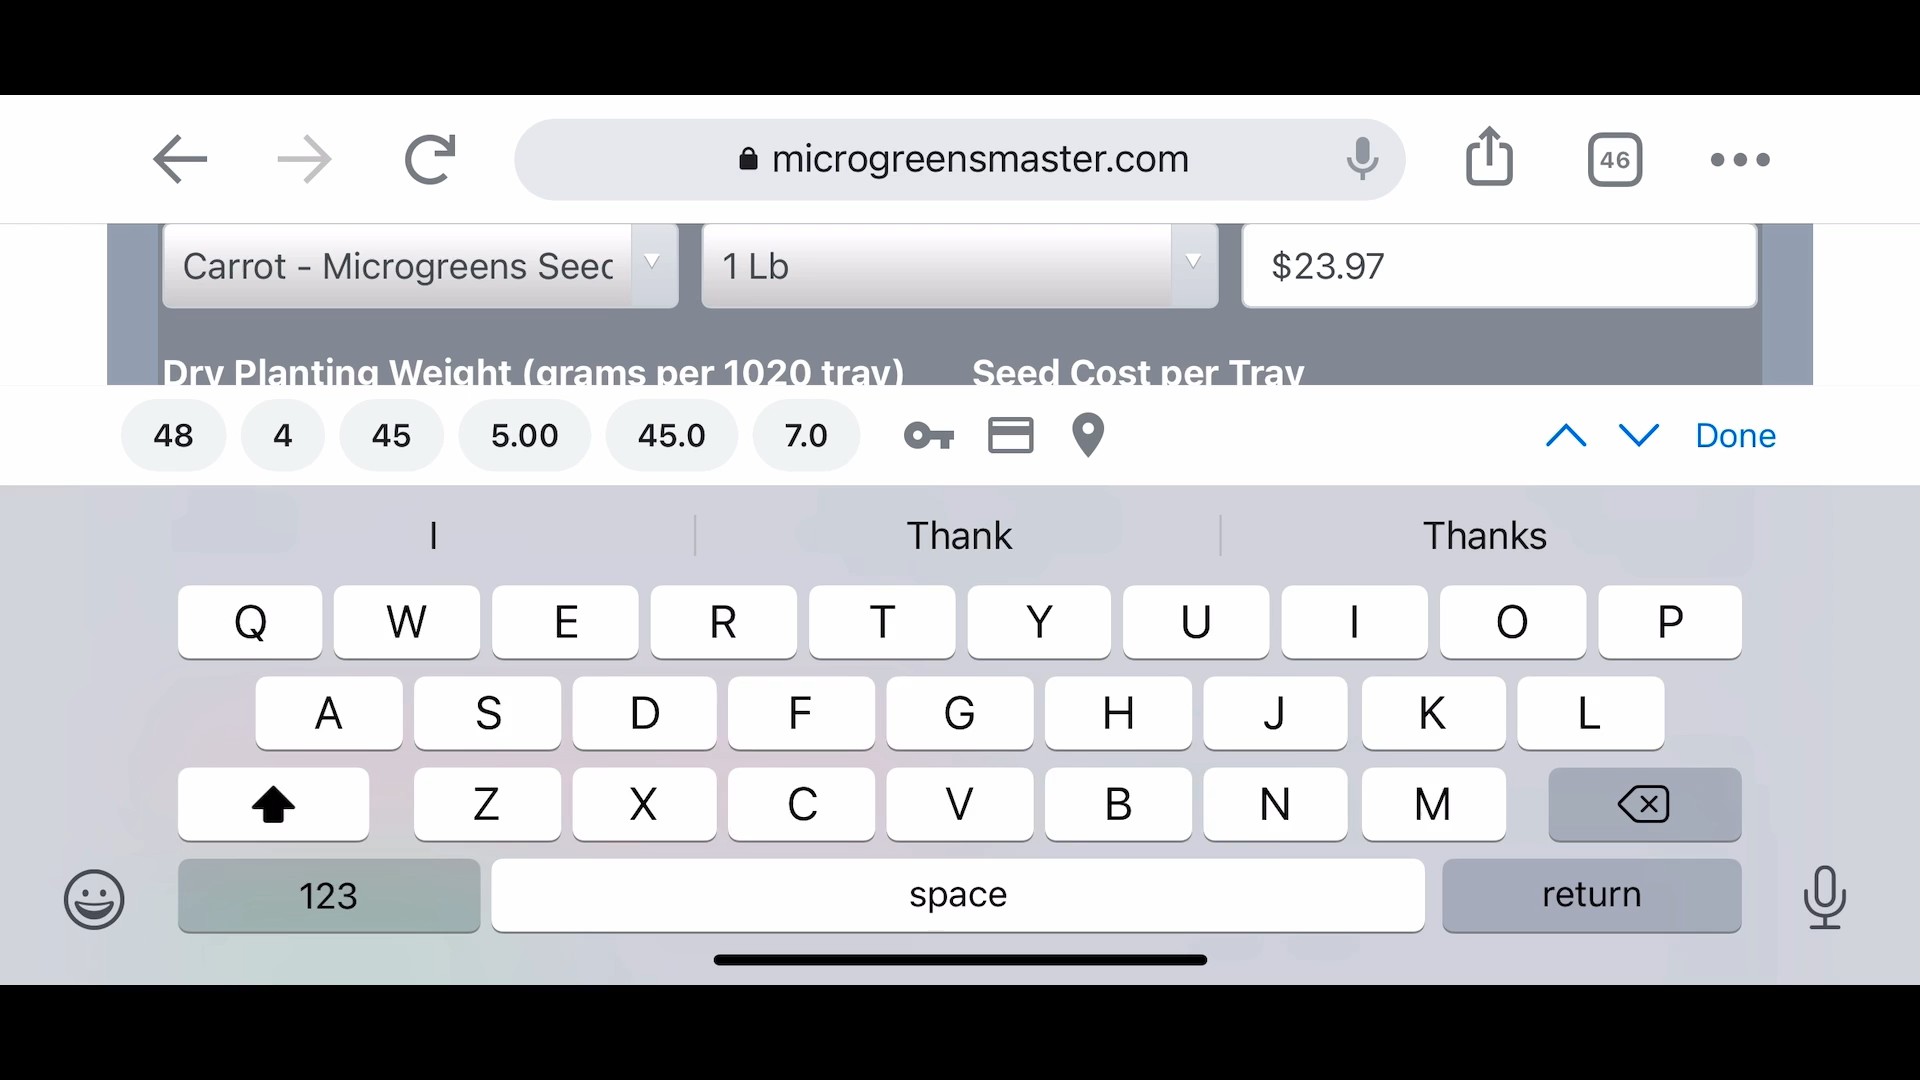 microgreensmaster.com
46
Carrot - Microgreens Seec
1 Lb
$23.97
Dry Planting Weight (grams per 1020 tray)
Seed Cost per Tray
48
4
45
5.00
45.0
7.0
Done
I
Thank
Thanks
Q W E R T Y U I O P
A S D F G H J K L
Z X C V B N M
123
space
return